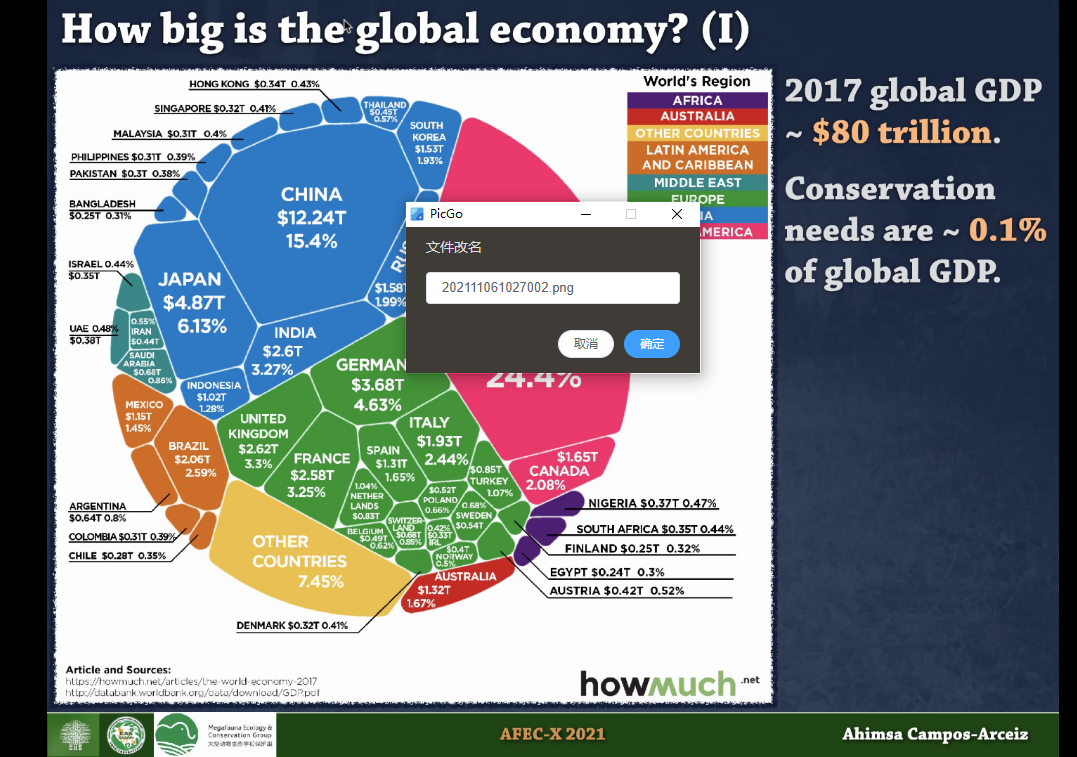 How big is the global economy? (I)
HONG KONG $0.34T 0.43%
SINGAPORE $0.32T 0.41%
MALAYSIA $0.31T 0.4%
PHILIPPINES $0.31T 0.39%
PAKISTAN $0.3T 0.38%
BANGLADESH
$0.25T 0.31%
THAILAND
$0.45T
0.57%
SOUTH
KOREA
$1.53T
1.93%
CHINA
$12.24T
15.4%
RUS
$1.58T
1.99%
JAPAN
$4.87T
6.13%
INDIA
$2.6T
3.27%
INDONESIA
$1.02T
1.28%
ISRAEL 0.44%
$0.35T
UAE 0.48%
$0.38T
0.55%
IRAN
$0.44T
SAUDI
ARABIA
$0.68T
0.86%
MEXICO
$1.15T
1.45%
BRAZIL
$2.06T
2.59%
ARGENTINA
$0.64T 0.8%
COLOMBIA $0.31T 0.39%
CHILE $0.28T 0.35%
UNITED
KINGDOM
$2.62T
3.3%
GERMAN
$3.68T
4.63%
FRANCE
$2.58T
3.25%
ITALY
$1.93T
2.44%
SPAIN
$1.31T
1.65%
1.04%
NETHER
LANDS
$0.83T
BELGIUM
$0.49T
0.62%
SWITZER
LAND
$0.68T
0.85%
$0.52T
POLAND
0.66%
0.42%
$0.33T
IRL
0.68%
SWEDEN
$0.54T
$0.4T
NORWAY
0.5%
$0.85T
TURKEY
1.07%
24.4%
$1.65T
CANADA
2.08%
OTHER
COUNTRIES
7.45%
AUSTRALIA
$1.32T
1.67%
NIGERIA $0.37T 0.47%
SOUTH AFRICA $0.35T 0.44%
FINLAND $0.25T 0.32%
EGYPT $0.24T 0.3%
AUSTRIA $0.42T 0.52%
DENMARK $0.32T 0.41%
World's Region
AFRICA
AUSTRALIA
OTHER COUNTRIES
LATIN AMERICA
AND CARIBBEAN
MIDDLE EAST
EUROPE
IA
AMERICA
PicGo
文件改名
202111061027002.png
取消
确定
2017 global GDP
~ $80 trillion.
Conservation
needs are ~ 0.1%
of global GDP.
Article and Sources:
https://howmuch.net/articles/the-world-economy-2017
http://databank.worldbank.org/data/download/GDP.pdf
howmuch.net
Megafauna Ecology &
Conservation Group
大型动物生态学和保护组
AFEC-X 2021
Ahimsa Campos-Arceiz